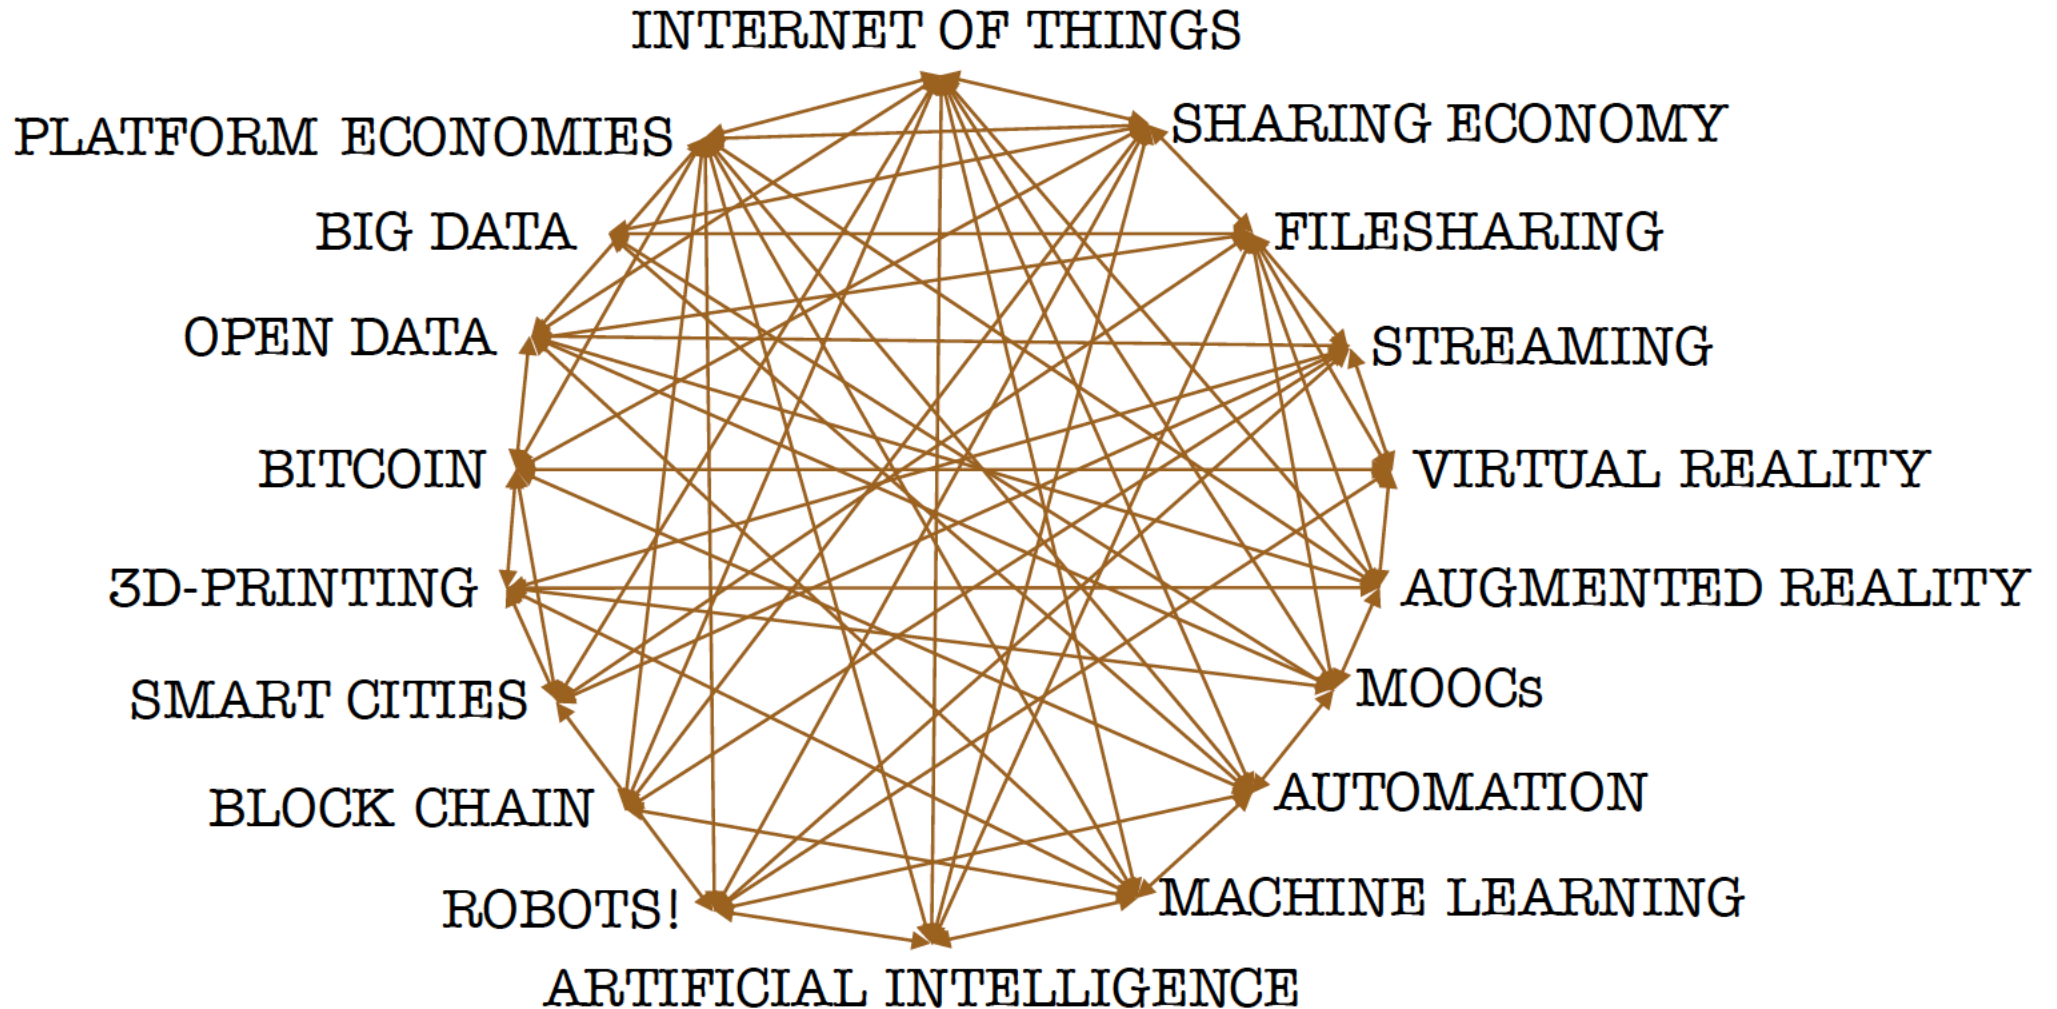 INTERNET OF THINGS
PLATFORM ECONOMIES
SHARING ECONOMY
BIG DATA
FILESHARING
OPEN DATA
STREAMING
BITCOIN
VIRTUAL REALITY
3D-PRINTING
AUGMENTED REALITY
SMART CITIES
MOOCs
BLOCK CHAIN
AUTOMATION
ROBOTS!
MACHINE LEARNING
ARTIFICIAL INTELLIGENCE